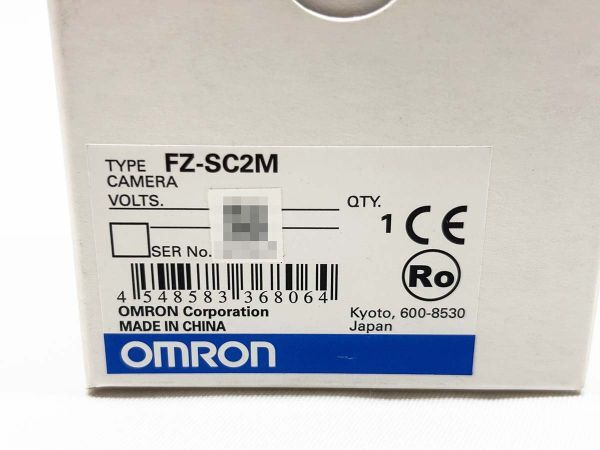 TYPE FZ-SC2M
CAMERA
VOLTS. QTY. 1 CE
SER No.
Ro
4 548583 368064
OMRON Corporation
MADE IN CHINA
Kyoto, 600-8530
Japan
OMRON